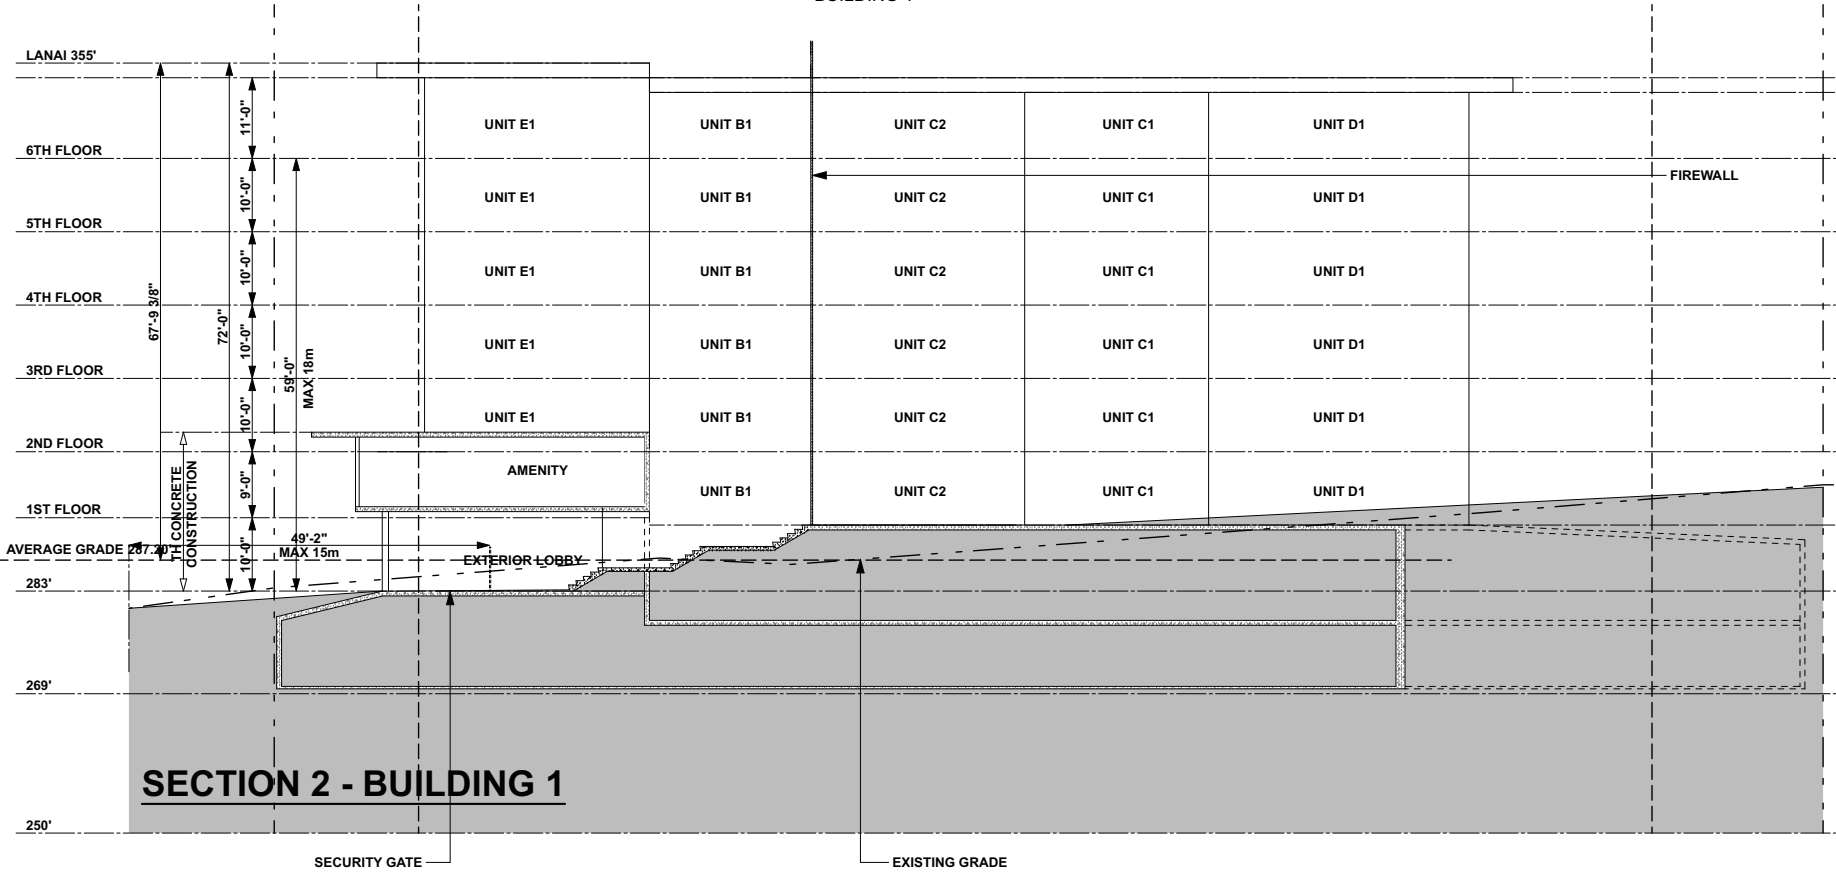 LANAI 355'
11'-0"
UNIT E1
UNIT B1
UNIT C2
UNIT C1
UNIT D1
6TH FLOOR
10'-0"
UNIT E1
UNIT B1
UNIT C2
UNIT C1
UNIT D1
FIREWALL
5TH FLOOR
10'-0"
UNIT E1
UNIT B1
UNIT C2
UNIT C1
UNIT D1
4TH FLOOR
67'-9 3/8"
72'-0"
10'-0"
UNIT E1
UNIT B1
UNIT C2
UNIT C1
UNIT D1
59'-0"
MAX 18m
3RD FLOOR
10'-0"
UNIT E1
UNIT B1
UNIT C2
UNIT C1
UNIT D1
2ND FLOOR
9'-0"
AMENITY
UNIT B1
UNIT C2
UNIT C1
UNIT D1
1ST FLOOR
TH CONCRETE
CONSTRUCTION
10'-0"
49'-2"
MAX 15m
AVERAGE GRADE 287.20'
EXTERIOR LOBBY
283'
269'
SECTION 2 - BUILDING 1
250'
SECURITY GATE
EXISTING GRADE